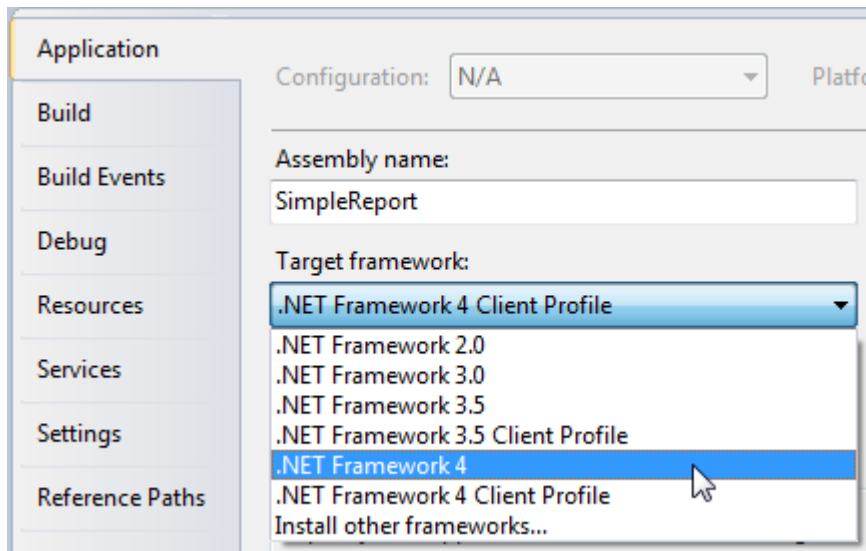 Application
Build
Build Events
Debug
Resources
Services
Settings
Reference Paths
Configuration: N/A
Assembly name:
SimpleReport
Target framework:
.NET Framework 4 Client Profile
.NET Framework 2.0
.NET Framework 3.0
.NET Framework 3.5
.NET Framework 3.5 Client Profile
.NET Framework 4
.NET Framework 4 Client Profile
Install other frameworks...